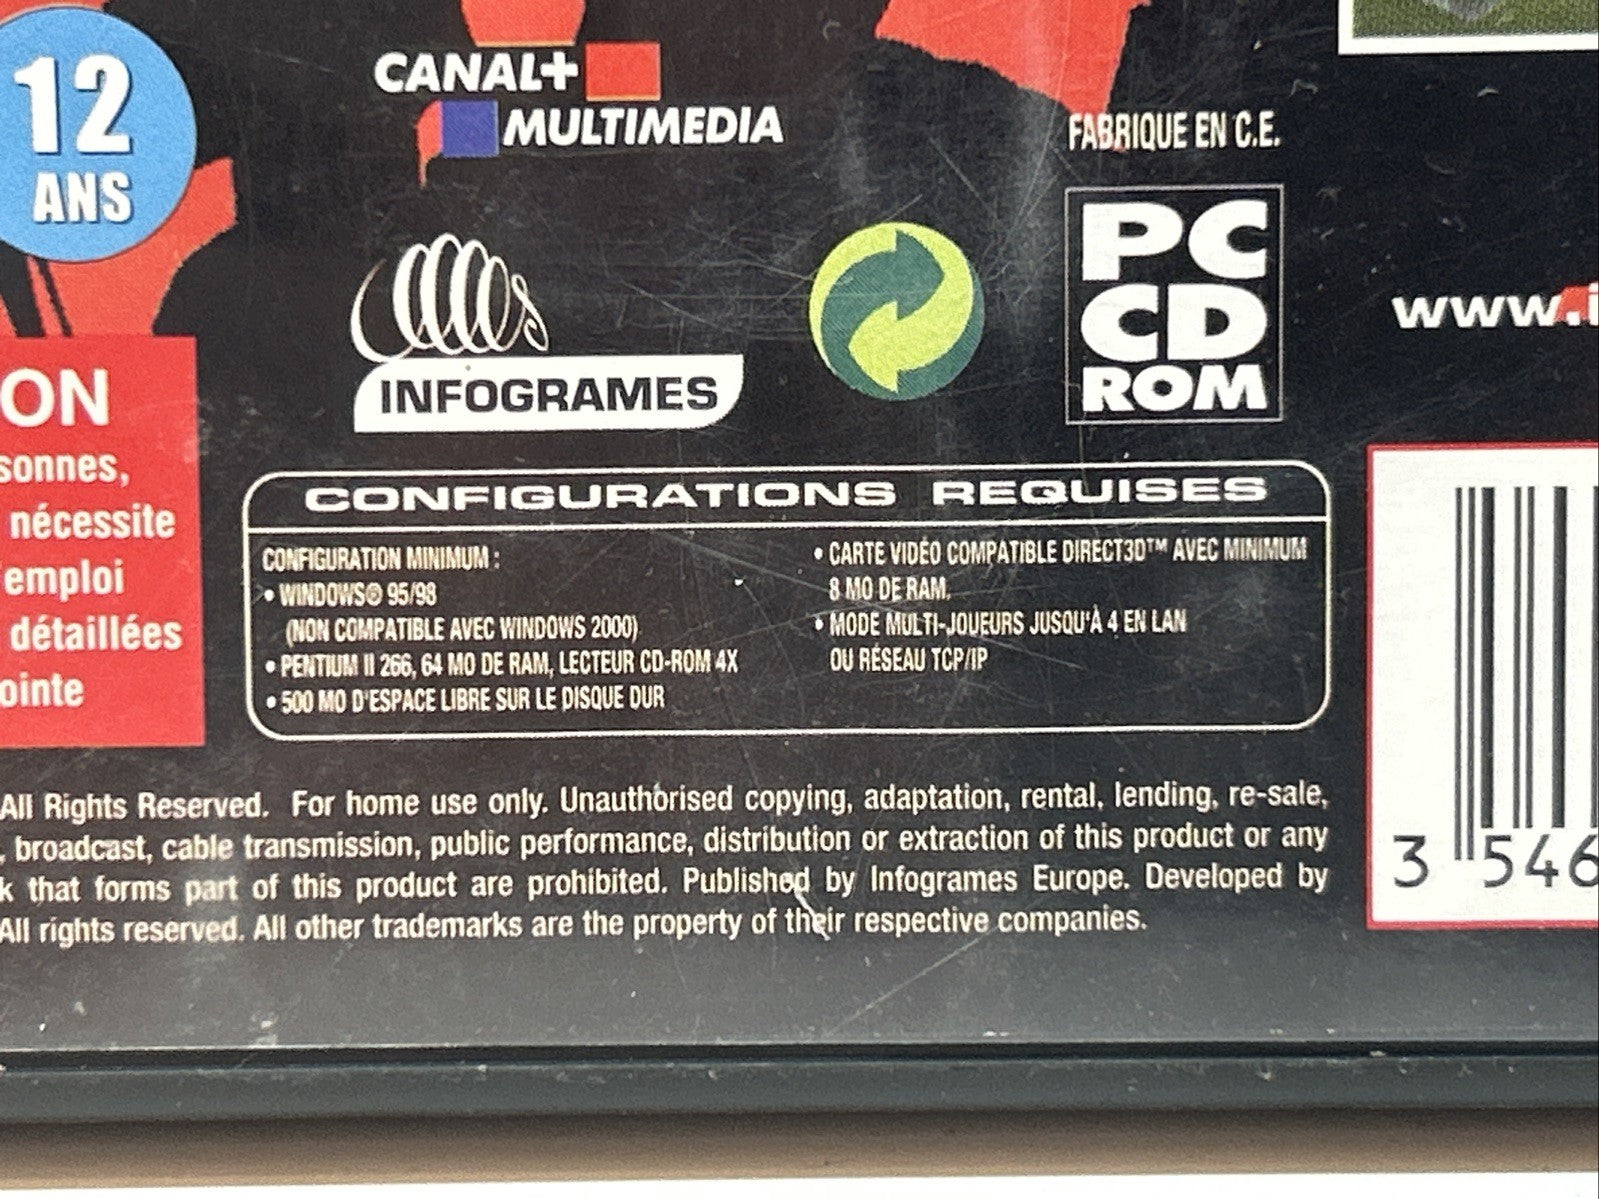 12
ANS
CANAL+
MULTIMEDIA
FABRIQUE EN C.E.
PC
CD
ROM
INFOGRAMES
www.i
ON
sonnes,
nécessite
'emploi
détaillées
ointe
CONFIGURATIONS REQUISES
CONFIGURATION MINIMUM :
• WINDOWS® 95/98
(NON COMPATIBLE AVEC WINDOWS 2000)
• PENTIUM II 266, 64 MO DE RAM, LECTEUR CD-ROM 4X
• 500 MO D'ESPACE LIBRE SUR LE DISQUE DUR
• CARTE VIDÉO COMPATIBLE DIRECT3D™ AVEC MINIMUM
8 MO DE RAM.
• MODE MULTI-JOUEURS JUSQU'À 4 EN LAN
OU RÉSEAU TCP/IP
All Rights Reserved. For home use only. Unauthorised copying, adaptation, rental, lending, re-sale,
, broadcast, cable transmission, public performance, distribution or extraction of this product or any
k that forms part of this product are prohibited. Published by Infogrames Europe. Developed by
All rights reserved. All other trademarks are the property of their respective companies.
3 546